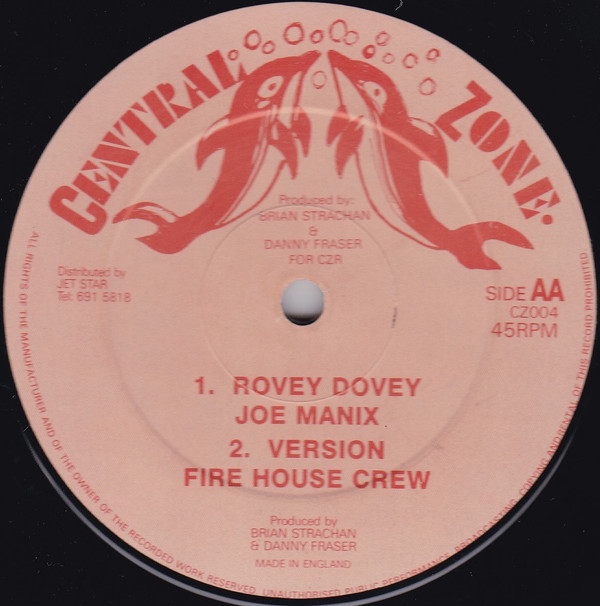 CENTRAL ZONE.
Produced by:
BRIAN STRACHAN
&
DANNY FRASER
FOR CZR
Distributed by
JET STAR
Tel: 691 5818
SIDE AA
CZ004
45RPM
1. ROVEY DOVEY
JOE MANIX
2. VERSION
FIRE HOUSE CREW
Produced by
BRIAN STRACHAN
& DANNY FRASER
MADE IN ENGLAND
ALL RIGHTS OF THE MANUFACTURER AND OF THE OWNER OF THE RECORDED WORK RESERVED. UNAUTHORISED PUBLIC PERFORMANCE, BROADCASTING, COPYING AND RENTAL OF THIS RECORD PROHIBITED.